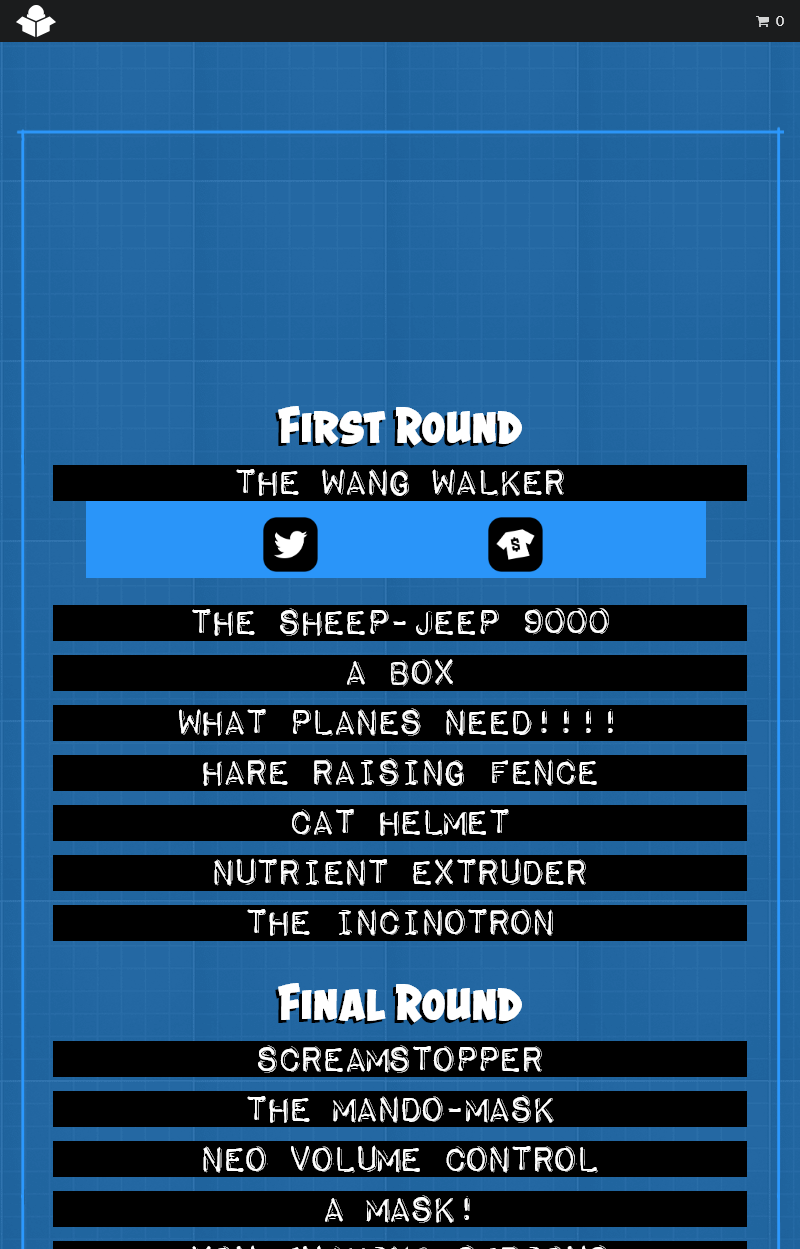 0
First Round
THE WANG WALKER
THE SHEEP-JEEP 9000
A BOX
WHAT PLANES NEED!!!!
HARE RAISING FENCE
CAT HELMET
NUTRIENT EXTRUDER
THE INCINOTRON
Final Round
SCREAMSTOPPER
THE MANDO-MASK
NEO VOLUME CONTROL
A MASK!